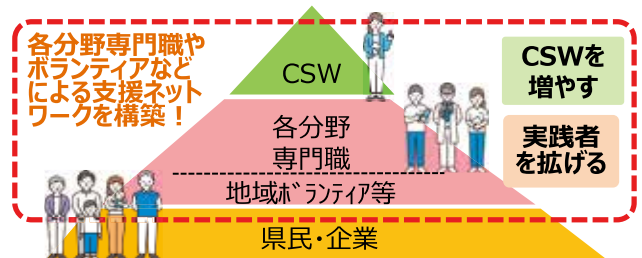 各分野専門職や
ボランティアなど
による支援ネット
ワークを構築！
CSW
CSWを
増やす
各分野
専門職
実践者
を拡げる
地域ﾎﾞﾗﾝﾃｨｱ等
県民・企業